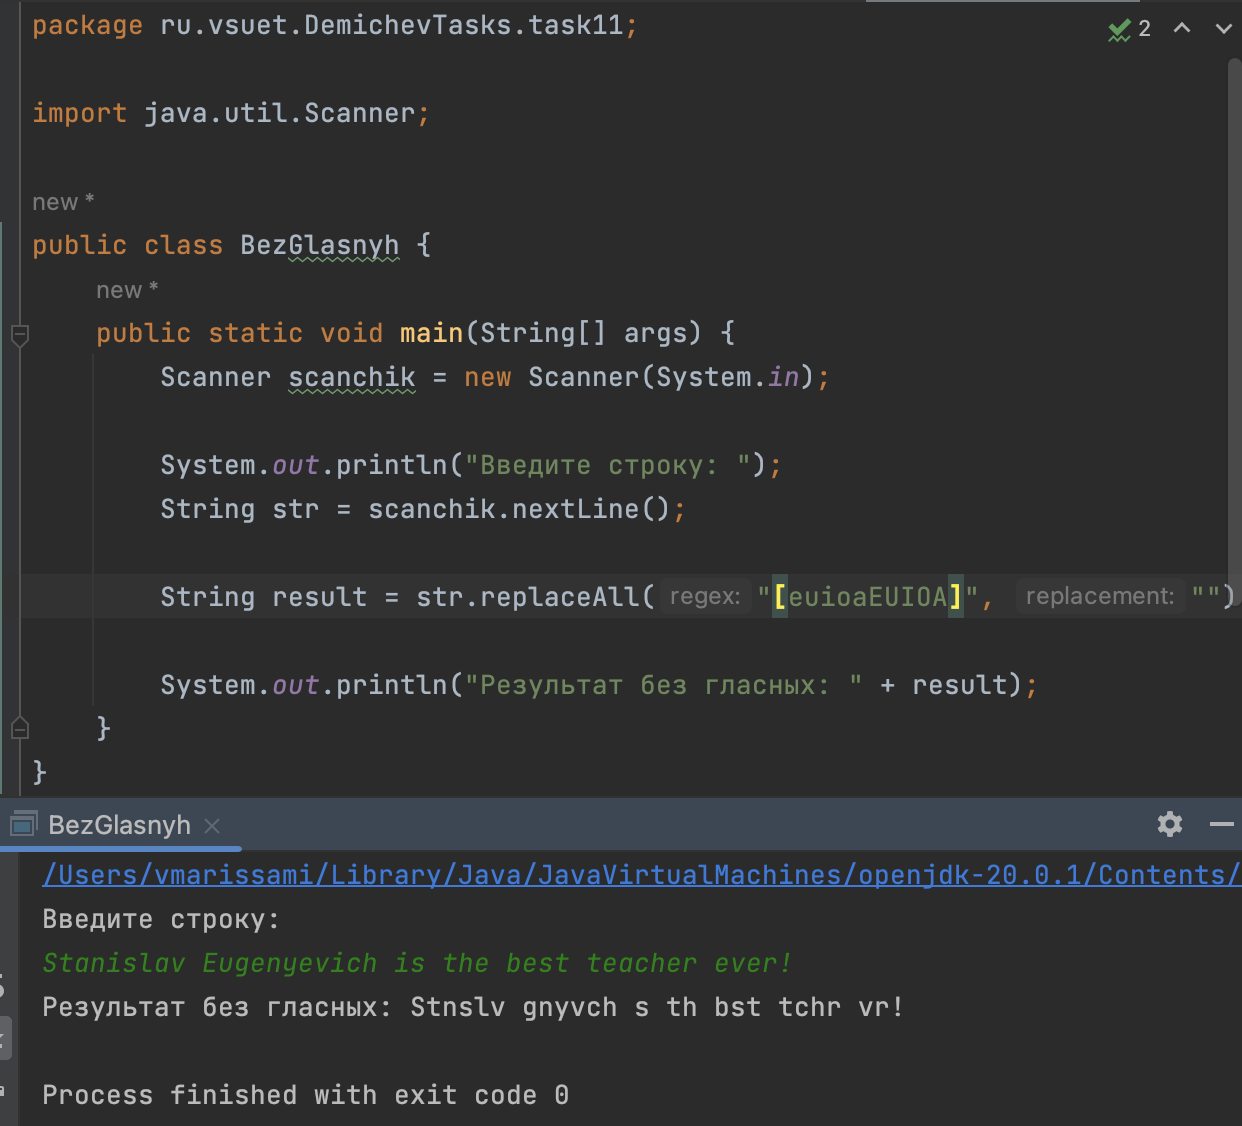 package ru.vsuet.DemichevTasks.task11;
2
import java.util.Scanner;
new *
public class BezGlasnyh {
new *
public static void main(String[] args) {
Scanner scanchik = new Scanner(System.in);
System.out.println("Введите строку: ");
String str = scanchik.nextLine();
String result = str.replaceAll( regex: "[euioaEUIOA]", replacement: "")
System.out.println("Результат без гласных: " + result);
}
}
BezGlasnyh
/Users/vmarissami/Library/Java/JavaVirtualMachines/openjdk-20.0.1/Contents/
Введите строку:
Stanislav Eugenyevich is the best teacher ever!
Результат без гласных: Stnslv gnyvch s th bst tchr vr!
Process finished with exit code 0